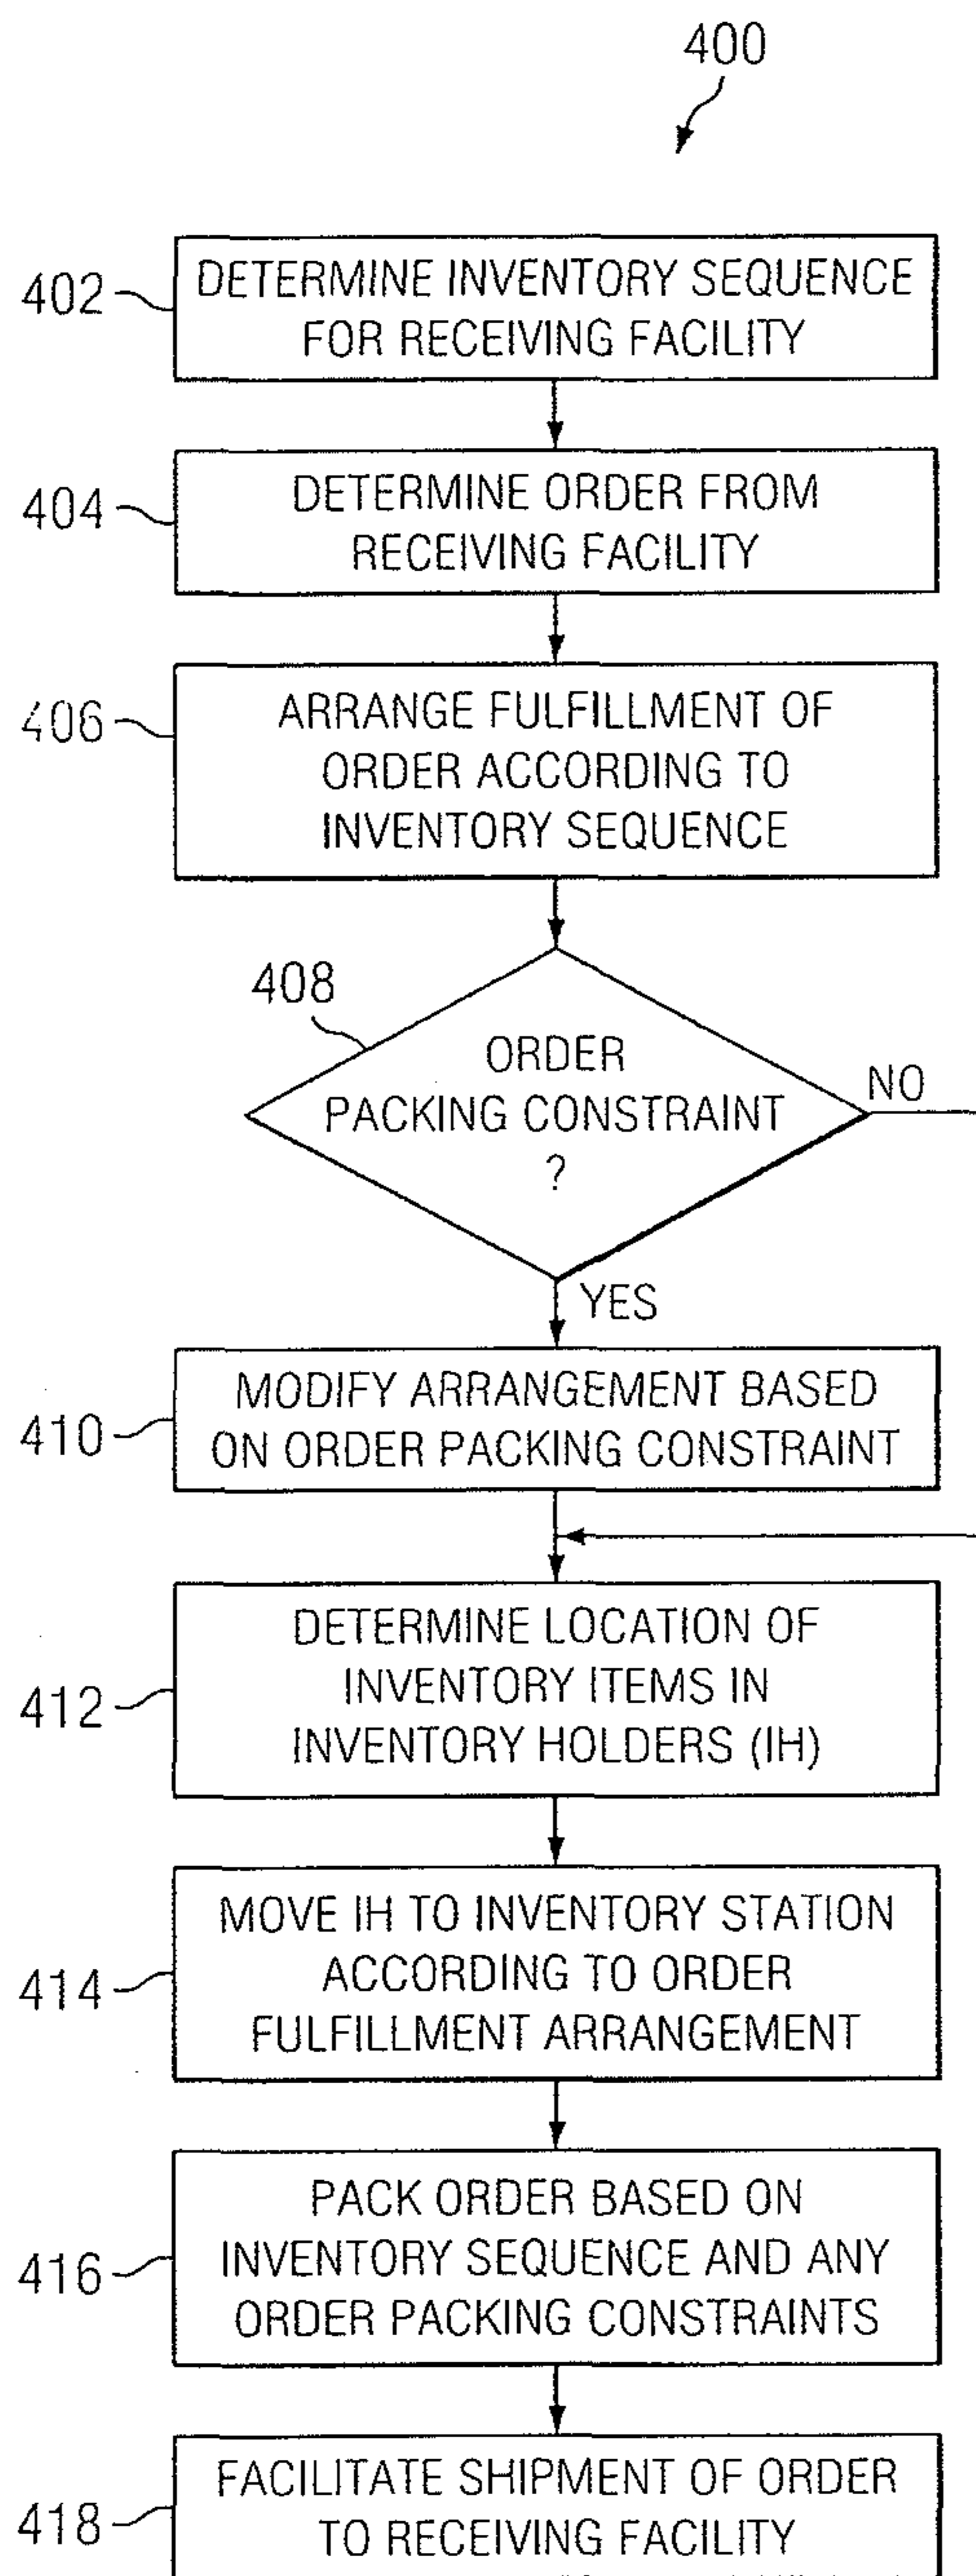 400
402
DETERMINE INVENTORY SEQUENCE
FOR RECEIVING FACILITY
404
DETERMINE ORDER FROM
RECEIVING FACILITY
406
ARRANGE FULFILLMENT OF
ORDER ACCORDING TO
INVENTORY SEQUENCE
408
ORDER
PACKING CONSTRAINT
?
NO
YES
410
MODIFY ARRANGEMENT BASED
ON ORDER PACKING CONSTRAINT
412
DETERMINE LOCATION OF
INVENTORY ITEMS IN
INVENTORY HOLDERS (IH)
414
MOVE IH TO INVENTORY STATION
ACCORDING TO ORDER
FULFILLMENT ARRANGEMENT
416
PACK ORDER BASED ON
INVENTORY SEQUENCE AND ANY
ORDER PACKING CONSTRAINTS
418
FACILITATE SHIPMENT OF ORDER
TO RECEIVING FACILITY